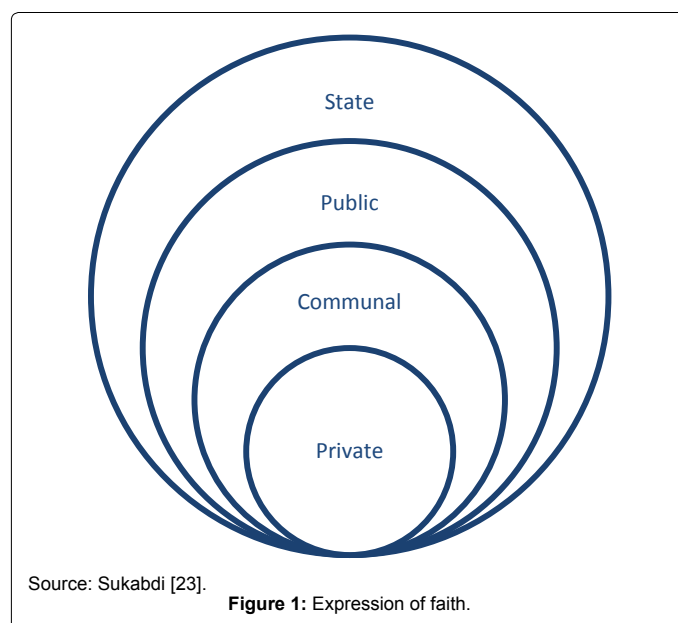 State
Public
Communal
Private
Source: Sukabdi [23].
Figure 1: Expression of faith.